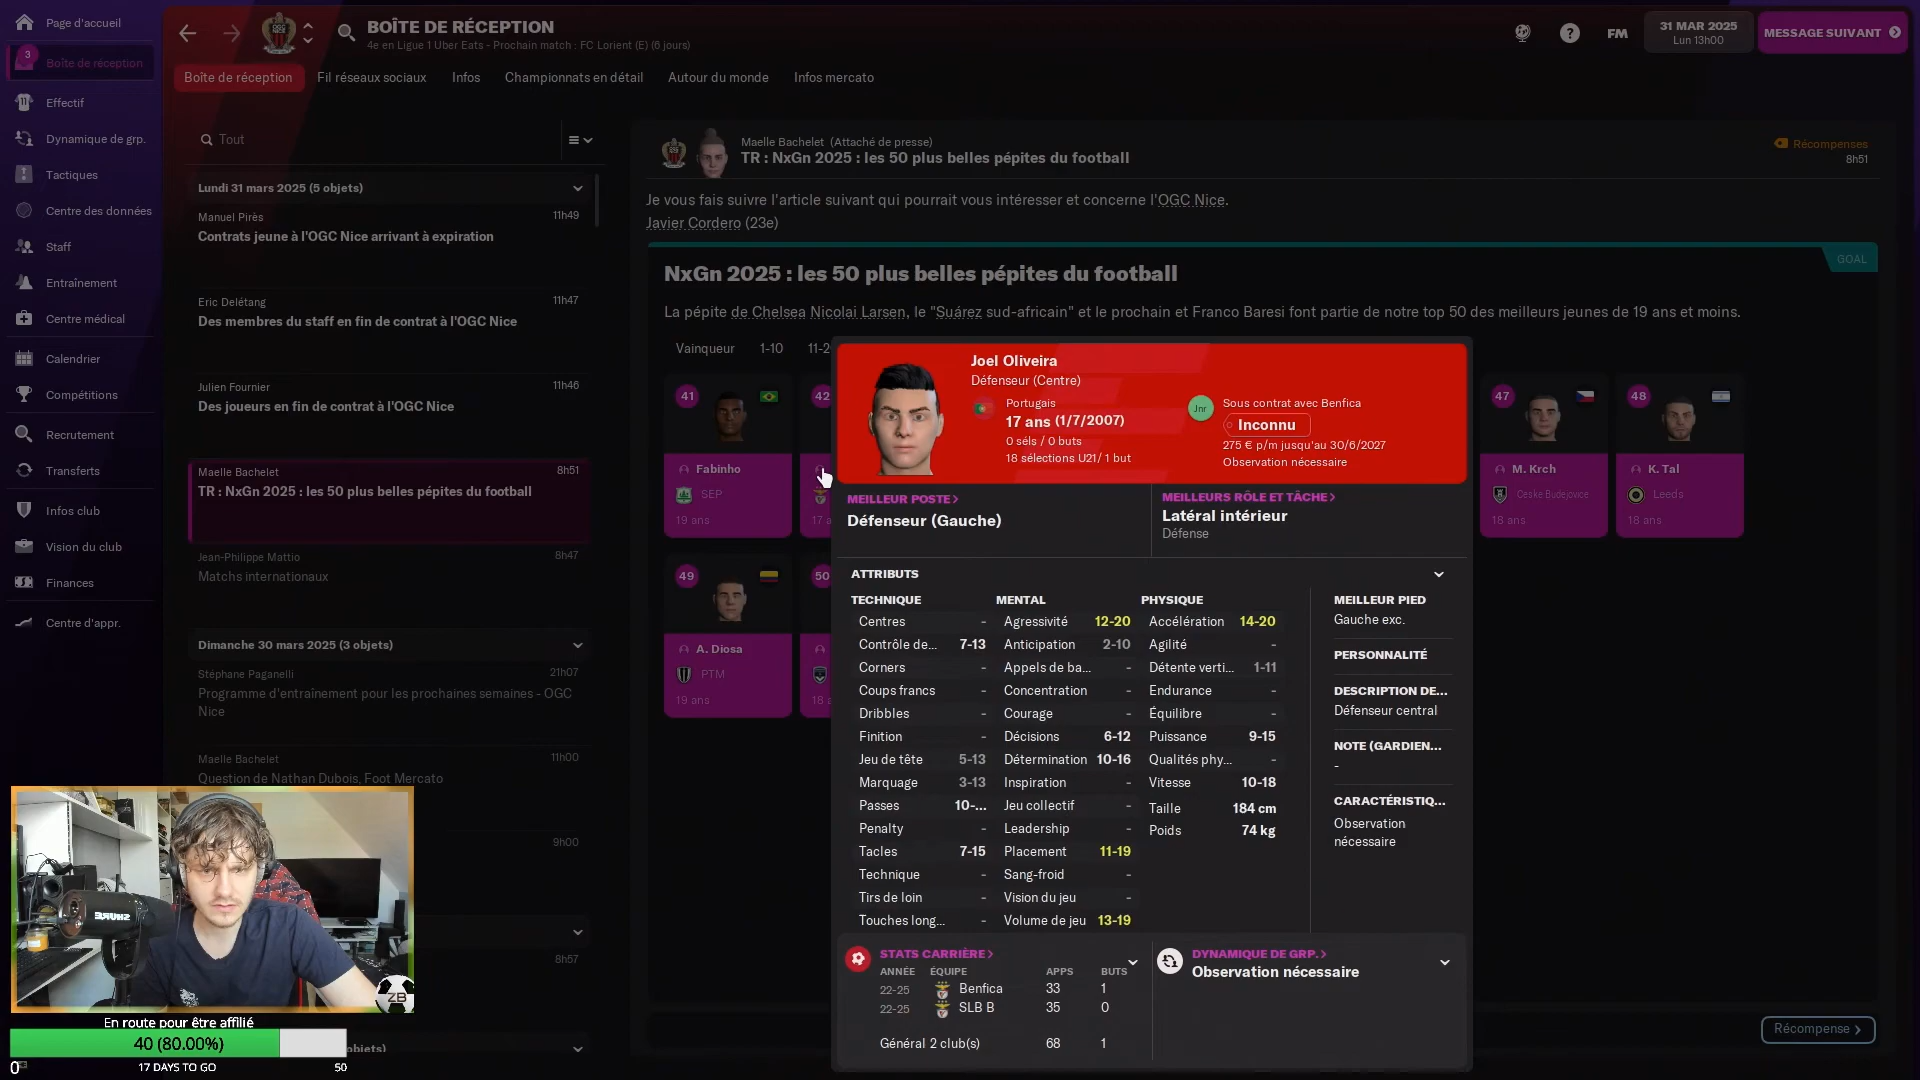 Page d'accueil
3
Boîte de réception
Effectif
Dynamique de grp.
Tactiques
Centre des données
Staff
Entraînement
Centre médical
Calendrier
Compétitions
Recrutement
Transferts
Infos club
Vision du club
Finances
Centre d'appr.
BOÎTE DE RÉCEPTION
4e en Ligue 1 Uber Eats - Prochain match : FC Lorient (E) (6 jours)
FM
31 MAR 2025
Lun 13h00
MESSAGE SUIVANT
Boîte de réception
Fil réseaux sociaux
Infos
Championnats en détail
Autour du monde
Infos mercato
Tout
Lundi 31 mars 2025 (5 objets)
Manuel Pirès
11h49
Contrats jeune à l'OGC Nice arrivant à expiration
Eric Delétang
11h47
Des membres du staff en fin de contrat à l'OGC Nice
Julien Fournier
11h46
Des joueurs en fin de contrat à l'OGC Nice
Maelle Bachelet
8h51
TR : NxGn 2025 : les 50 plus belles pépites du football
Jean-Philippe Mattio
8h47
Matchs internationaux
Dimanche 30 mars 2025 (3 objets)
Stéphane Paganelli
21h07
Programme d'entraînement pour les prochaines semaines - OGC
Nice
Maelle Bachelet
11h00
Question de Nathan Dubois, Foot Mercato
9h00
8h57
objets)
Maelle Bachelet (Attaché de presse)
TR : NxGn 2025 : les 50 plus belles pépites du football
Récompenses
8h51
Je vous fais suivre l'article suivant qui pourrait vous intéresser et concerne l'OGC Nice.
Javier Cordero (23e)
GOAL
NxGn 2025 : les 50 plus belles pépites du football
La pépite de Chelsea Nicolai Larsen, le "Suárez sud-africain" et le prochain et Franco Baresi font partie de notre top 50 des meilleurs jeunes de 19 ans et moins.
Vainqueur
1-10
11-2
41
Fabinho
SEP
19 ans
42
17 a
47
M. Krch
Ceske Budejovice
18 ans
48
K. Tal
Leeds
18 ans
49
A. Diosa
PTM
19 ans
50
18 a
Joel Oliveira
Défenseur (Centre)
Portugais
17 ans (1/7/2007)
0 séls / 0 buts
18 sélections U21/ 1 but
Jnr
Sous contrat avec Benfica
Inconnu
275 € p/m jusqu'au 30/6/2027
Observation nécessaire
MEILLEUR POSTE
Défenseur (Gauche)
MEILLEURS RÔLE ET TÂCHE
Latéral intérieur
Défense
ATTRIBUTS
TECHNIQUE
Centres -
Contrôle de... 7-13
Corners -
Coups francs -
Dribbles -
Finition -
Jeu de tête 5-13
Marquage 3-13
Passes 10-...
Penalty -
Tacles 7-15
Technique -
Tirs de loin -
Touches long... -
MENTAL
Agressivité 12-20
Anticipation 2-10
Appels de ba... -
Concentration -
Courage -
Décisions 6-12
Détermination 10-16
Inspiration -
Jeu collectif -
Leadership -
Placement 11-19
Sang-froid -
Vision du jeu -
Volume de jeu 13-19
PHYSIQUE
Accélération 14-20
Agilité -
Détente verti... 1-11
Endurance -
Équilibre -
Puissance 9-15
Qualités phy... -
Vitesse 10-18
Taille 184 cm
Poids 74 kg
MEILLEUR PIED
Gauche exc.
PERSONNALITÉ
DESCRIPTION DE...
Défenseur central
NOTE (GARDIEN...
-
CARACTÉRISTIQ...
Observation
nécessaire
STATS CARRIÈRE
ANNÉE ÉQUIPE APPS BUTS
22-25 Benfica 33 1
22-25 SLB B 35 0
Général 2 club(s) 68 1
DYNAMIQUE DE GRP.
Observation nécessaire
Récompense
SHURE
ZB
En route pour être affilié
40 (80.00%)
0 17 DAYS TO GO 50